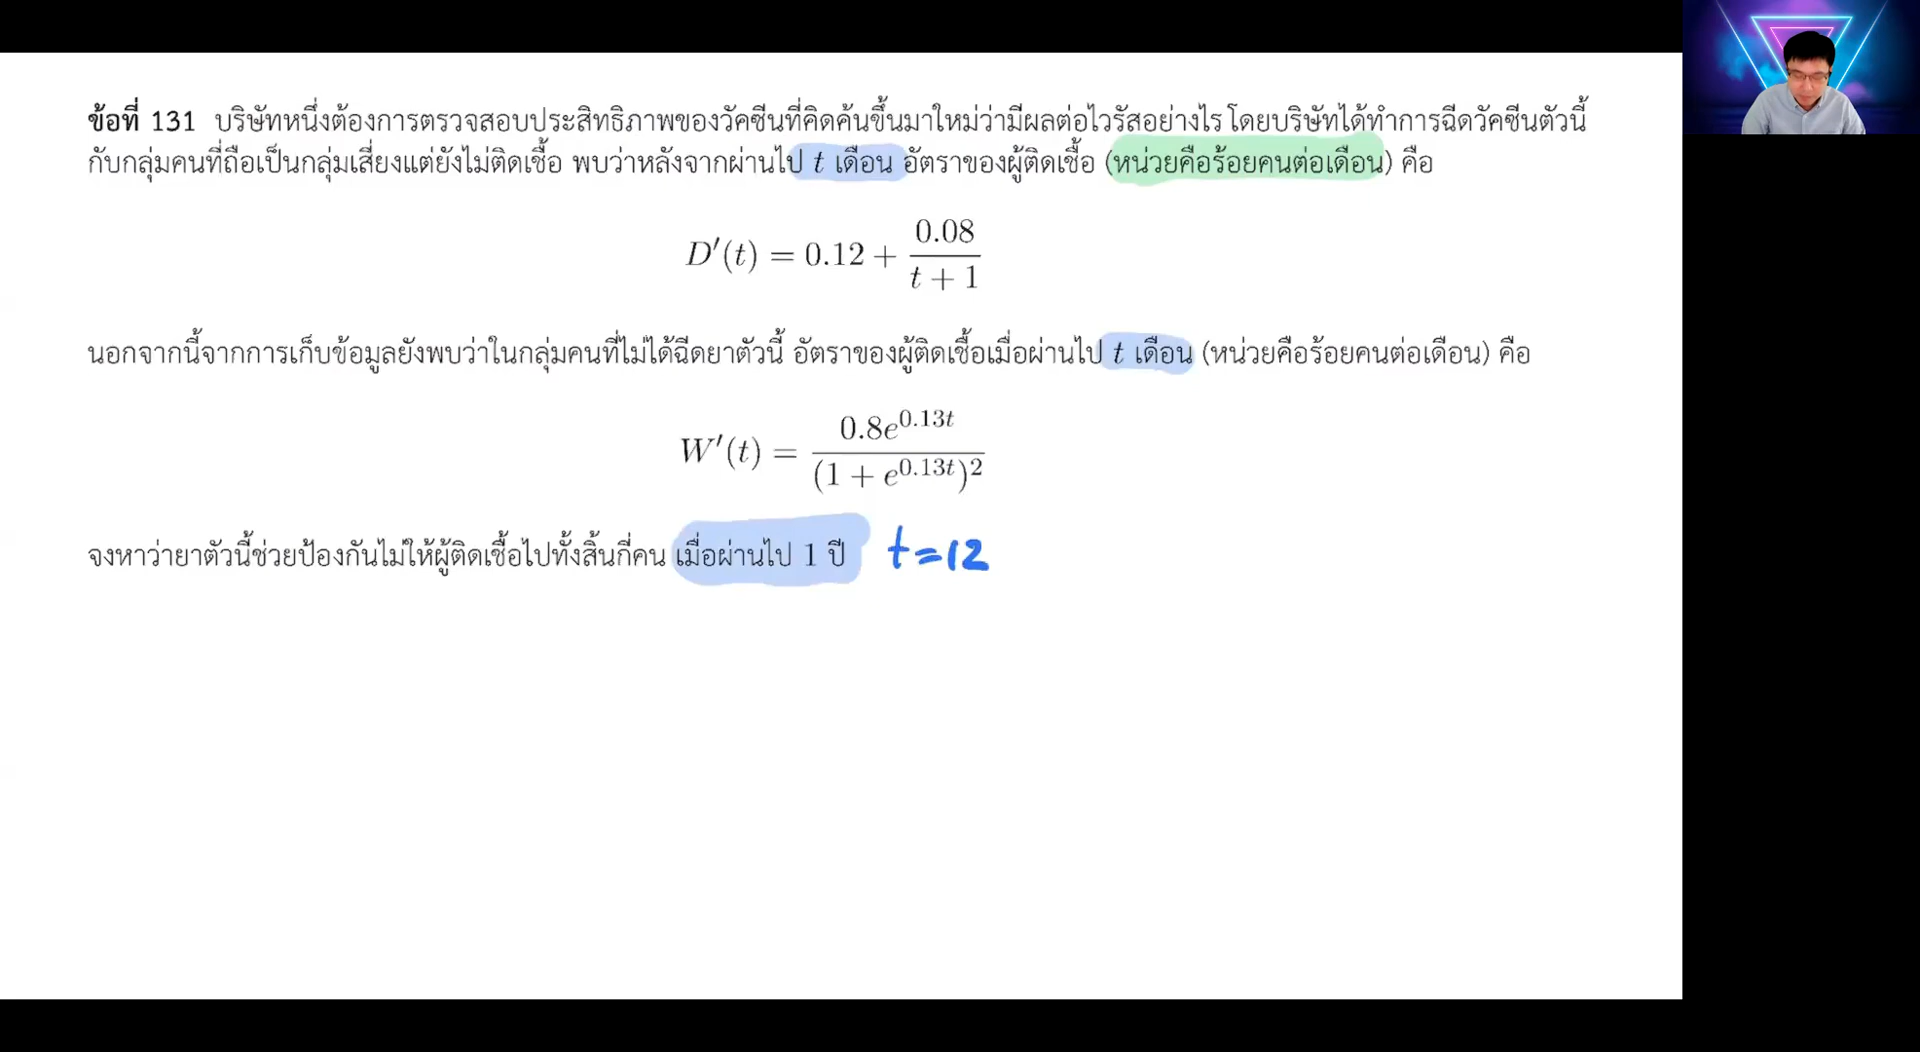 ข้อที่ 131 บริษัทหนึ่งต้องการตรวจสอบประสิทธิภาพของวัคซีนที่คิดค้นขึ้นมาใหม่ว่ามีผลต่อไวรัสอย่างไร โดยบริษัทได้ทำการฉีดวัคซีนตัวนี้
กับกลุ่มคนที่ถือเป็นกลุ่มเสี่ยงแต่ยังไม่ติดเชื้อ พบว่าหลังจากผ่านไป t เดือน อัตราของผู้ติดเชื้อ (หน่วยคือร้อยคนต่อเดือน) คือ
D′(t) = 0.12 + \frac{0.08}{t + 1}
นอกจากนี้จากการเก็บข้อมูลยังพบว่าในกลุ่มคนที่ไม่ได้ฉีดยาตัวนี้ อัตราของผู้ติดเชื้อเมื่อผ่านไป t เดือน (หน่วยคือร้อยคนต่อเดือน) คือ
W′(t) = \frac{0.8e^{0.13t}}{(1 + e^{0.13t})^2}
จงหาว่ายาตัวนี้ช่วยป้องกันไม่ให้ผู้ติดเชื้อไปทั้งสิ้นกี่คน เมื่อผ่านไป 1 ปี t=12